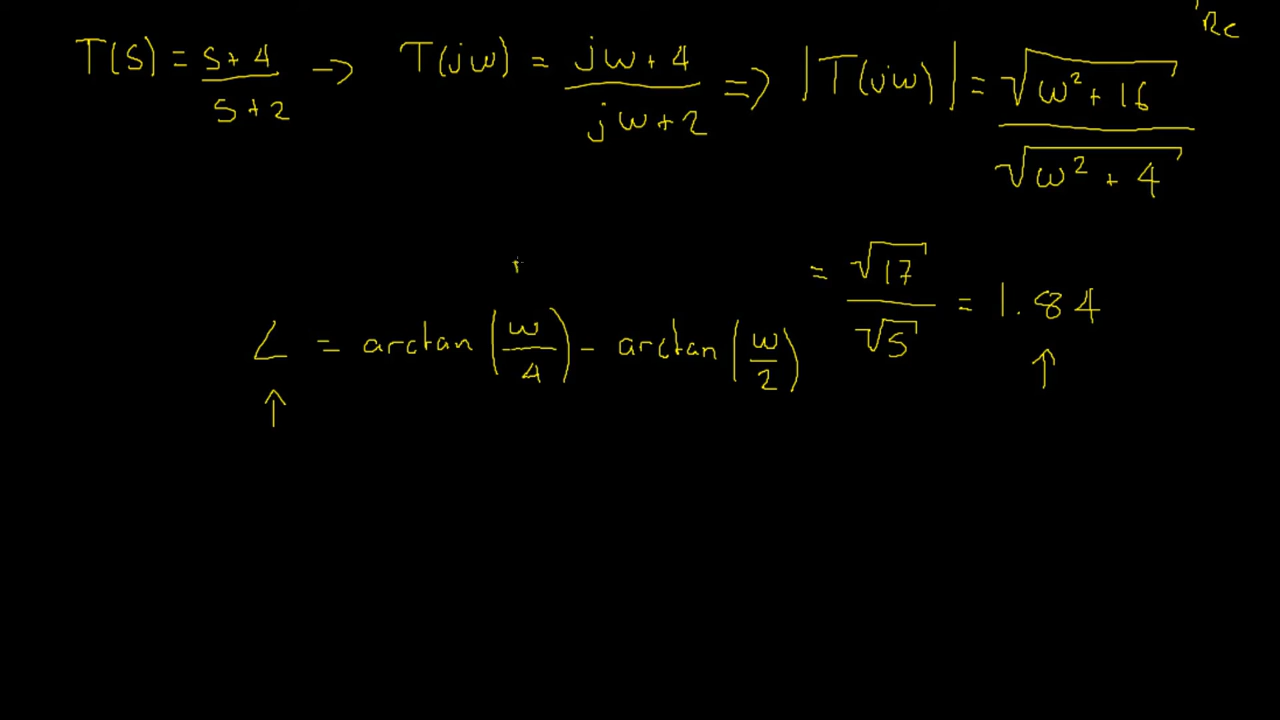 Rc
T(s) = s+4 / s+2 → T(jω) = jω+4 / jω+2 ⇒ |T(jω)| = √(ω²+16) / √(ω²+4)
= √17 / √5 = 1.84
∠ = arctan(ω/4) - arctan(ω/2)
↑ ↑